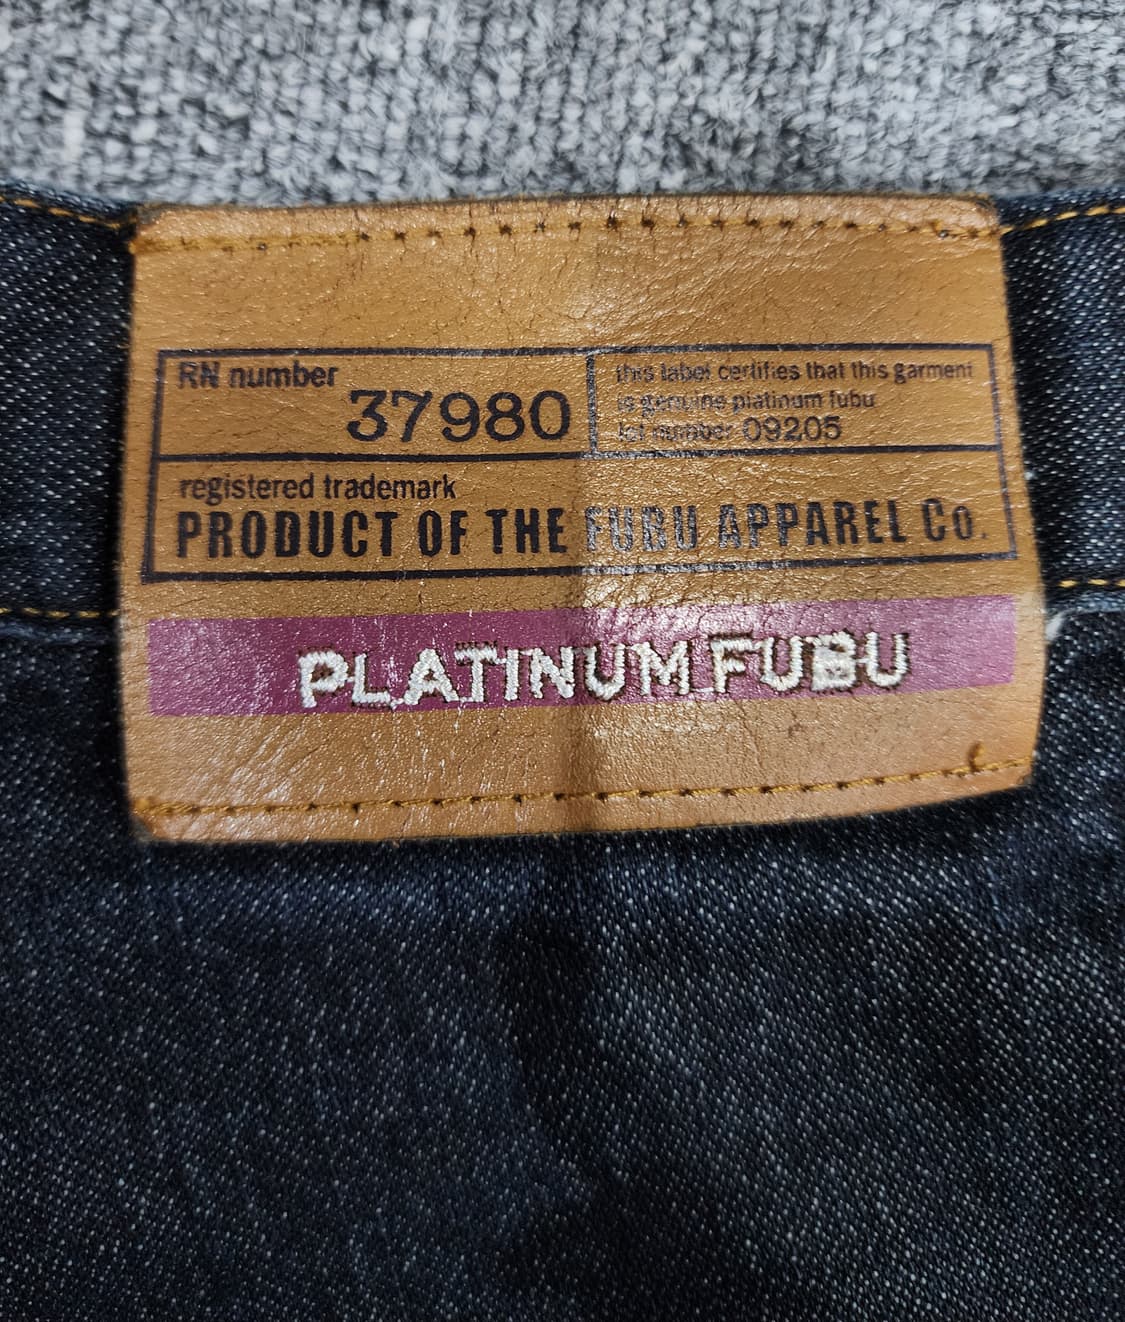 RN number
37980
this label certifies that this garment
is genuine platinum fubu
lot number 09205
registered trademark
PRODUCT OF THE FUBU APPAREL Co.
PLATINUM FUBU